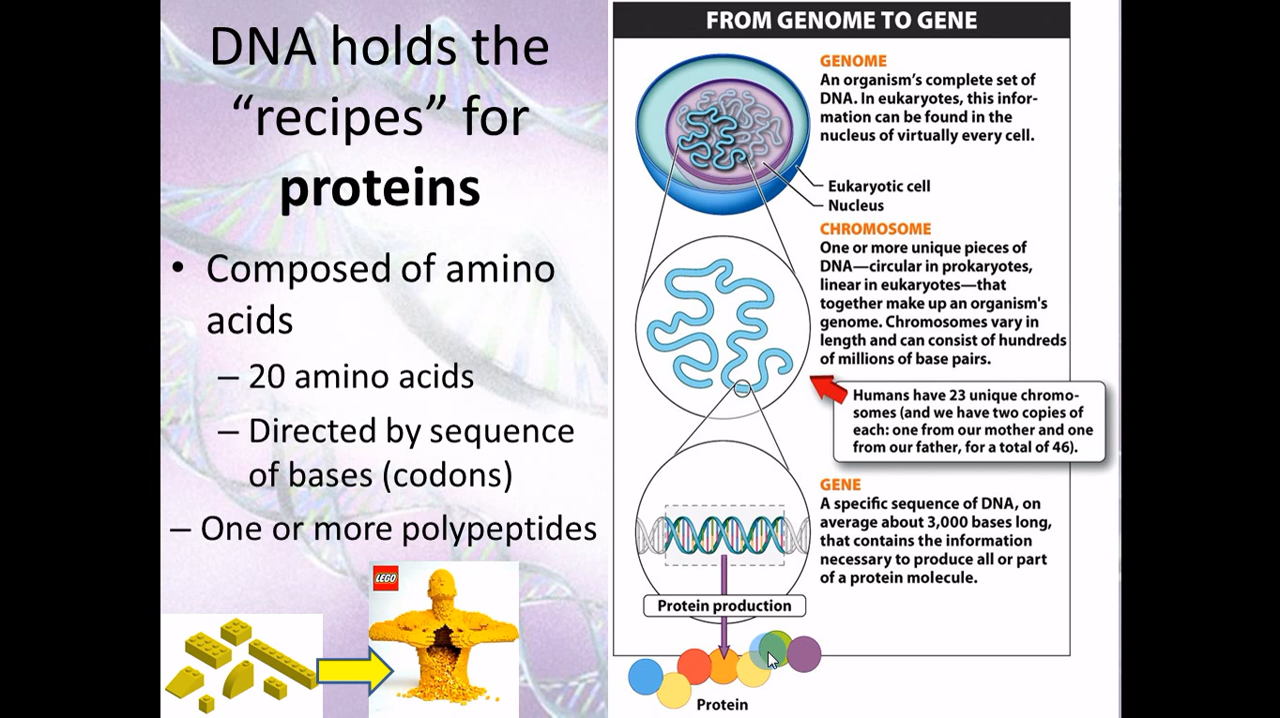 DNA holds the
“recipes” for
proteins
• Composed of amino
acids
– 20 amino acids
– Directed by sequence
of bases (codons)
– One or more polypeptides
LEGO
FROM GENOME TO GENE
GENOME
An organism's complete set of
DNA. In eukaryotes, this infor-
mation can be found in the
nucleus of virtually every cell.
Eukaryotic cell
Nucleus
CHROMOSOME
One or more unique pieces of
DNA—circular in prokaryotes,
linear in eukaryotes—that
together make up an organism's
genome. Chromosomes vary in
length and can consist of hundreds
of millions of base pairs.
Humans have 23 unique chromo-
somes (and we have two copies of
each: one from our mother and one
from our father, for a total of 46).
GENE
A specific sequence of DNA, on
average about 3,000 bases long,
that contains the information
necessary to produce all or part
of a protein molecule.
Protein production
Protein